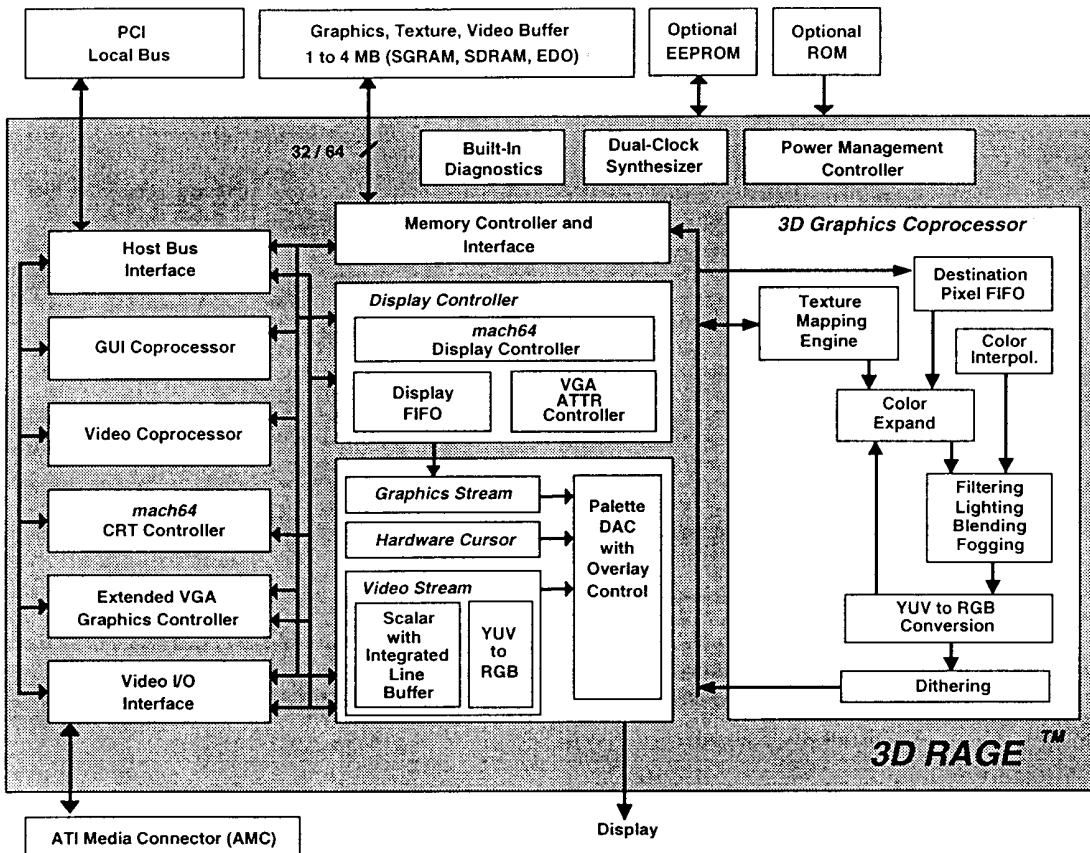 PCI
Local Bus
Graphics, Texture, Video Buffer
1 to 4 MB (SGRAM, SDRAM, EDO)
Optional
EEPROM
Optional
ROM
32 / 64
Built-In
Diagnostics
Dual-Clock
Synthesizer
Power Management
Controller
Host Bus
Interface
GUI Coprocessor
Video Coprocessor
mach64
CRT Controller
Extended VGA
Graphics Controller
Video I/O
Interface
Memory Controller and
Interface
Display Controller
mach64
Display Controller
Display
FIFO
VGA
ATTR
Controller
Graphics Stream
Hardware Cursor
Video Stream
Scalar
with
Integrated
Line
Buffer
YUV
to
RGB
Palette
DAC
with
Overlay
Control
3D Graphics Coprocessor
Destination
Pixel FIFO
Texture
Mapping
Engine
Color
Interpol.
Color
Expand
Filtering
Lighting
Blending
Fogging
YUV to RGB
Conversion
Dithering
3D RAGE TM
ATI Media Connector (AMC)
Display